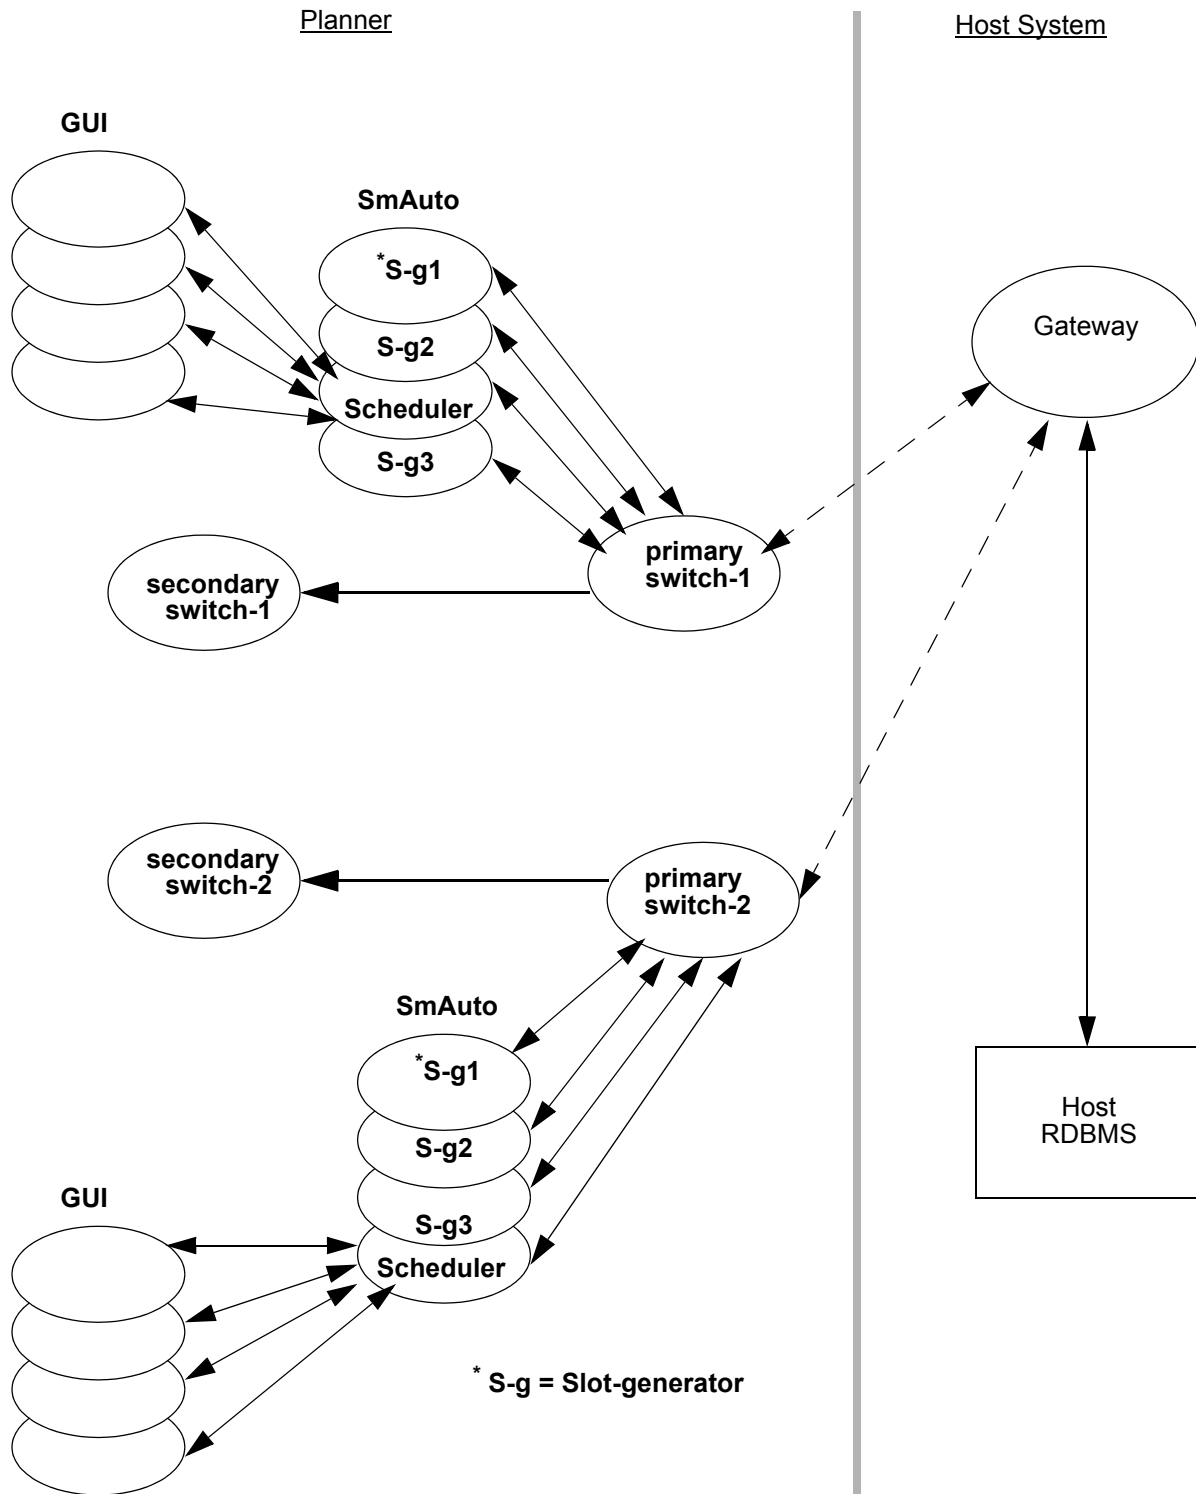 Planner
Host System
GUI
SmAuto
*S-g1
S-g2
Scheduler
S-g3
Gateway
primary
switch-1
secondary
switch-1
secondary
switch-2
primary
switch-2
SmAuto
*S-g1
S-g2
S-g3
Scheduler
Host
RDBMS
GUI
* S-g = Slot-generator